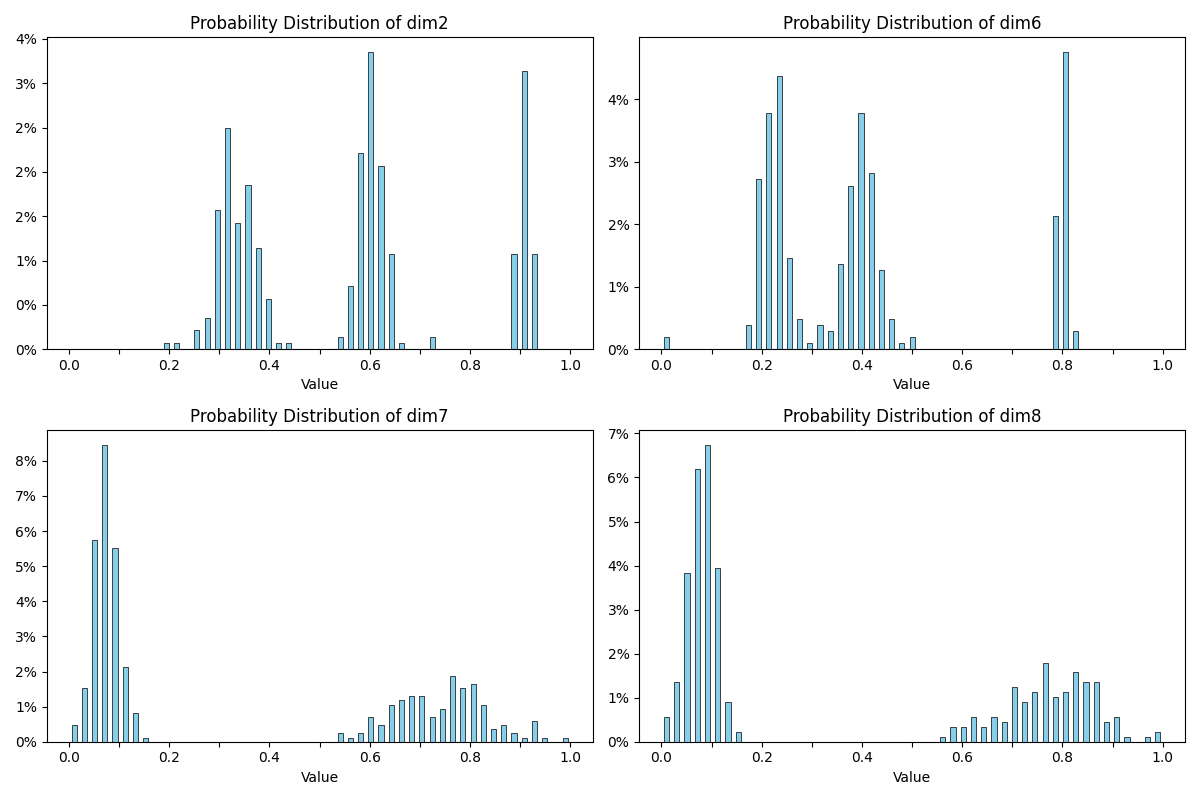 Probability Distribution of dim2
4%
3%
2%
2%
2%
1%
0%
0%
0.0 0.2 0.4 0.6 0.8 1.0
Value
Probability Distribution of dim6
4%
3%
2%
1%
0%
0.0 0.2 0.4 0.6 0.8 1.0
Value
Probability Distribution of dim7
8%
7%
6%
5%
4%
3%
2%
1%
0%
0.0 0.2 0.4 0.6 0.8 1.0
Value
Probability Distribution of dim8
7%
6%
5%
4%
3%
2%
1%
0%
0.0 0.2 0.4 0.6 0.8 1.0
Value